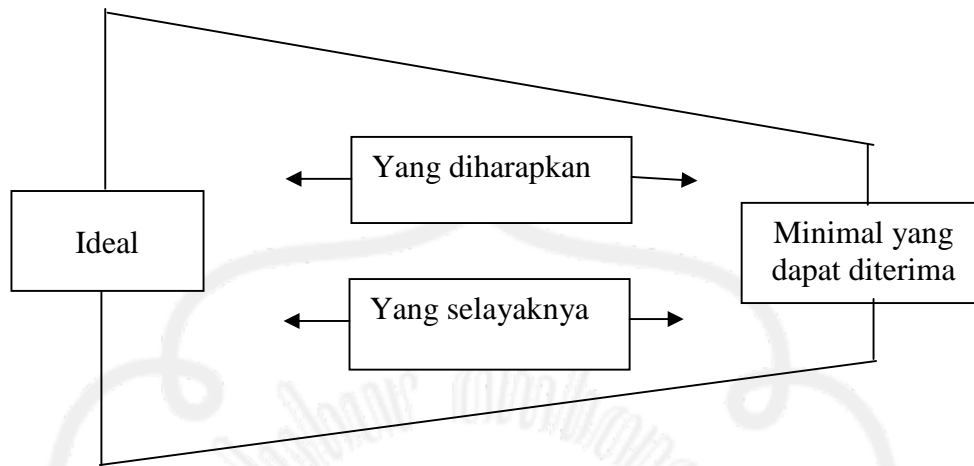 Yang diharapkan
Ideal
Minimal yang
dapat diterima
Yang selayaknya